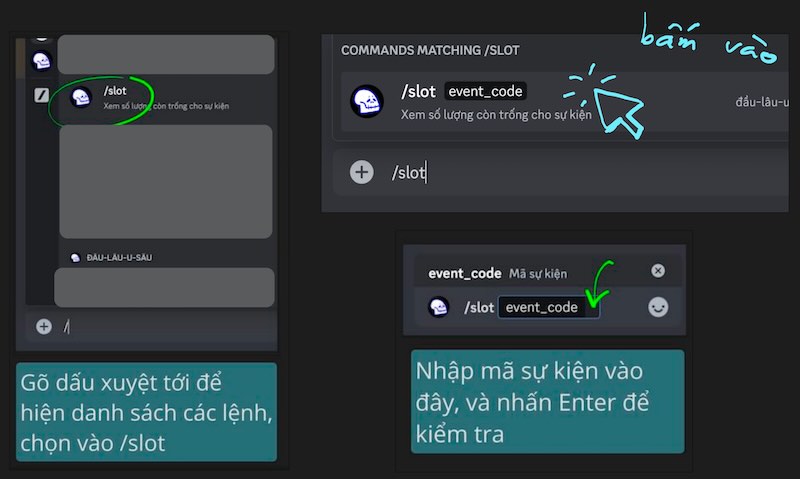 /slot
Xem số lượng còn trống cho sự kiện
ĐẦU-LÂU-U-SẦU
/
Gõ dấu xuyệt tới để
hiện danh sách các lệnh,
chọn vào /slot
bấm vào
COMMANDS MATCHING /SLOT
/slot event_code
Xem số lượng còn trống cho sự kiện
đầu-lâu-u
/slot
event_code Mã sự kiện
/slot event_code
Nhập mã sự kiện vào
đây, và nhấn Enter để
kiểm tra